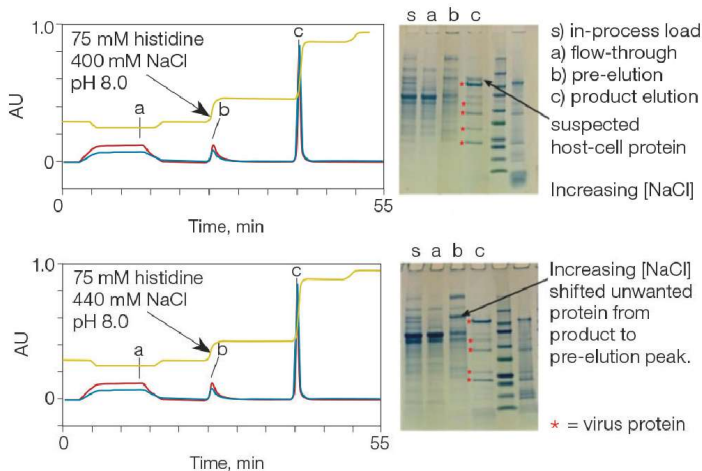 1.0
75 mM histidine
400 mM NaCl
pH 8.0
a
b
c
AU
0
0
55
Time, min
s a b c
s) in-process load
a) flow-through
b) pre-elution
c) product elution
suspected
host-cell protein
Increasing [NaCl]
* * * * *
1.0
75 mM histidine
440 mM NaCl
pH 8.0
a
b
c
AU
0
0
55
Time, min
s a b c
Increasing [NaCl]
shifted unwanted
protein from
product to
pre-elution peak.
* * * * *
* = virus protein